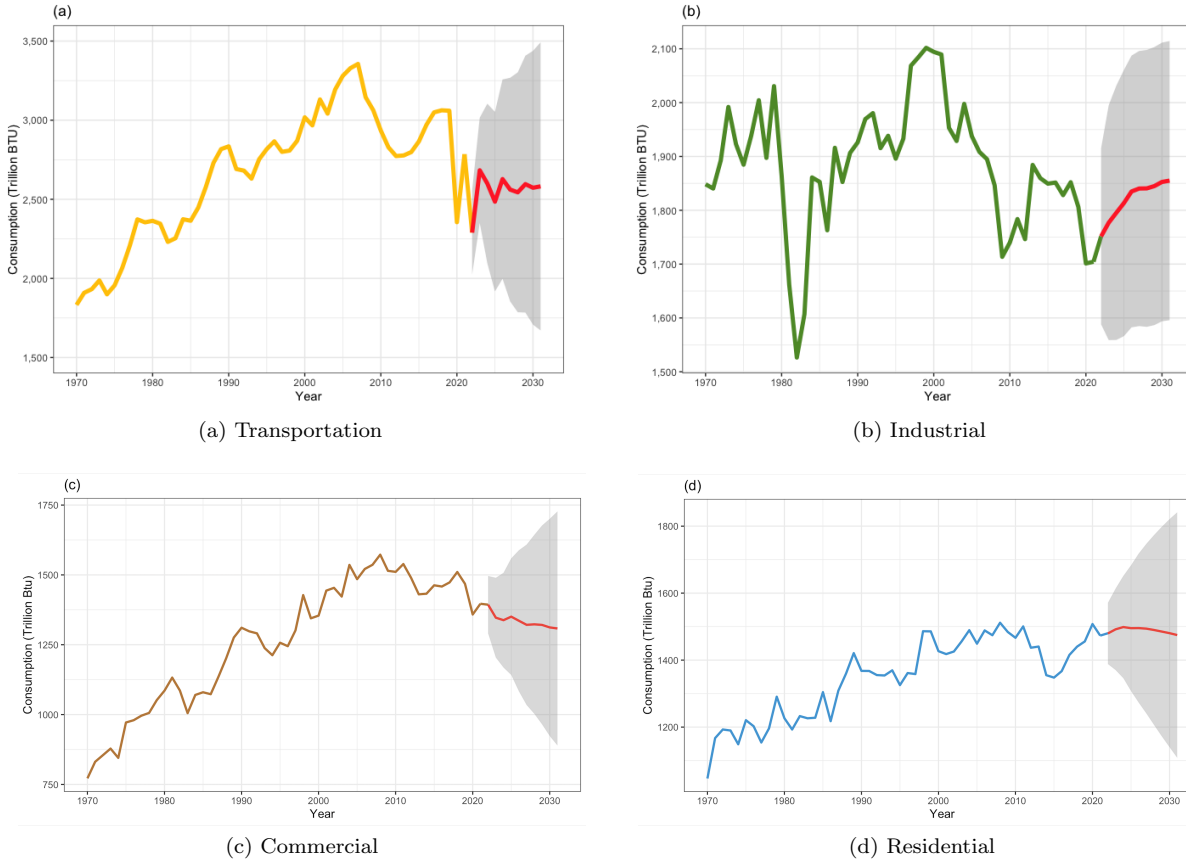 (a)
3,500
3,000
2,500
2,000
1,500
Consumption (Trillion BTU)
1970 1980 1990 2000 2010 2020 2030
Year
(a) Transportation
(b)
2,100
2,000
1,900
1,800
1,700
1,600
1,500
Consumption (Trillion BTU)
1970 1980 1990 2000 2010 2020 2030
Year
(b) Industrial
(c)
1750
1500
1250
1000
750
Consumption (Trillion Btu)
1970 1980 1990 2000 2010 2020 2030
Year
(c) Commercial
(d)
1800
1600
1400
1200
Consumption (Trillion Btu)
1970 1980 1990 2000 2010 2020 2030
Year
(d) Residential